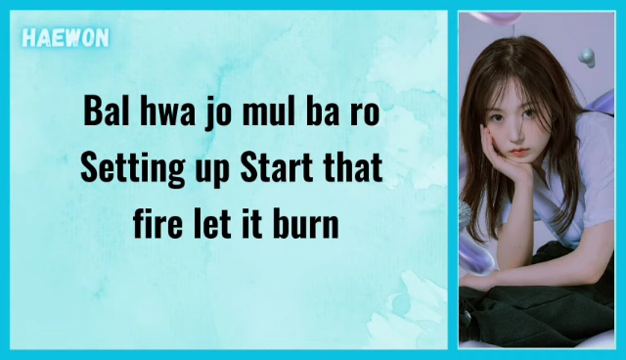 HAEWON
Bal hwa jo mul ba ro
Setting up Start that
fire let it burn